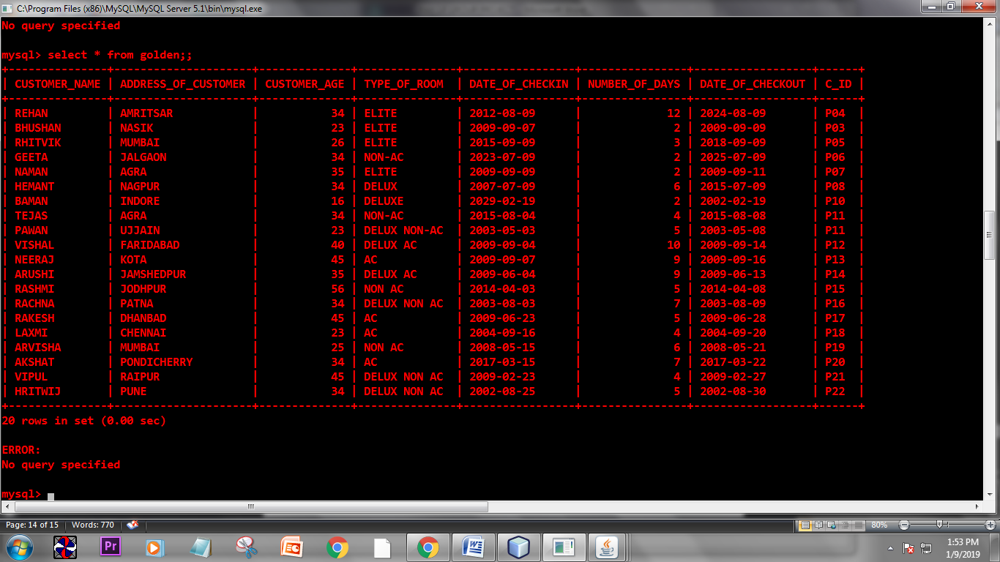 C:\Program Files (x86)\MySQL\MySQL Server 5.1\bin\mysql.exe
No query specified
mysql> select * from golden;;
+----------------+----------------------+--------------+---------------+-----------------+----------------+------------------+------+
| CUSTOMER_NAME | ADDRESS_OF_CUSTOMER | CUSTOMER_AGE | TYPE_OF_ROOM | DATE_OF_CHECKIN | NUMBER_OF_DAYS | DATE_OF_CHECKOUT | C_ID |
+----------------+----------------------+--------------+---------------+-----------------+----------------+------------------+------+
| REHAN | AMRITSAR | 34 | ELITE | 2012-08-09 | 12 | 2024-08-09 | P04 |
| BHUSHAN | NASIK | 23 | ELITE | 2009-09-07 | 2 | 2009-09-09 | P03 |
| RHITVIK | MUMBAI | 26 | ELITE | 2015-09-09 | 3 | 2018-09-09 | P05 |
| GEETA | JALGAON | 34 | NON-AC | 2023-07-09 | 2 | 2025-07-09 | P06 |
| NAMAN | AGRA | 35 | ELITE | 2009-09-09 | 2 | 2009-09-11 | P07 |
| HEMANT | NAGPUR | 34 | DELUX | 2007-07-09 | 6 | 2015-07-09 | P08 |
| BAMAN | INDORE | 16 | DELUXE | 2029-02-19 | 2 | 2002-02-19 | P10 |
| TEJAS | AGRA | 34 | NON-AC | 2015-08-04 | 4 | 2015-08-08 | P11 |
| PAWAN | UJJAIN | 23 | DELUX NON-AC | 2003-05-03 | 5 | 2003-05-08 | P11 |
| VISHAL | FARIDABAD | 40 | DELUX AC | 2009-09-04 | 10 | 2009-09-14 | P12 |
| NEERAJ | KOTA | 45 | AC | 2009-09-07 | 9 | 2009-09-16 | P13 |
| ARUSHI | JAMSHEDPUR | 35 | DELUX AC | 2009-06-04 | 9 | 2009-06-13 | P14 |
| RASHMI | JODHPUR | 56 | NON AC | 2014-04-03 | 5 | 2014-04-08 | P15 |
| RACHNA | PATNA | 34 | DELUX NON AC | 2003-08-03 | 7 | 2003-08-09 | P16 |
| RAKESH | DHANBAD | 45 | AC | 2009-06-23 | 5 | 2009-06-28 | P17 |
| LAXMI | CHENNAI | 23 | AC | 2004-09-16 | 4 | 2004-09-20 | P18 |
| ARVISHA | MUMBAI | 25 | NON AC | 2008-05-15 | 6 | 2008-05-21 | P19 |
| AKSHAT | PONDICHERRY | 34 | AC | 2017-03-15 | 7 | 2017-03-22 | P20 |
| VIPUL | RAIPUR | 45 | DELUX NON AC | 2009-02-23 | 4 | 2009-02-27 | P21 |
| HRITWIJ | PUNE | 34 | DELUX NON AC | 2002-08-25 | 5 | 2002-08-30 | P22 |
+----------------+----------------------+--------------+---------------+-----------------+----------------+------------------+------+
20 rows in set (0.00 sec)
ERROR:
No query specified
mysql>
Page: 14 of 15 Words: 770 80%
Pr
1:53 PM
1/9/2019